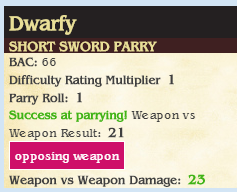 Dwarfy
SHORT SWORD PARRY
BAC: 66
Difficulty Rating Multiplier 1
Parry Roll: 1
Success at parrying! Weapon vs
Weapon Result: 21
opposing weapon
Weapon vs Weapon Damage: 23